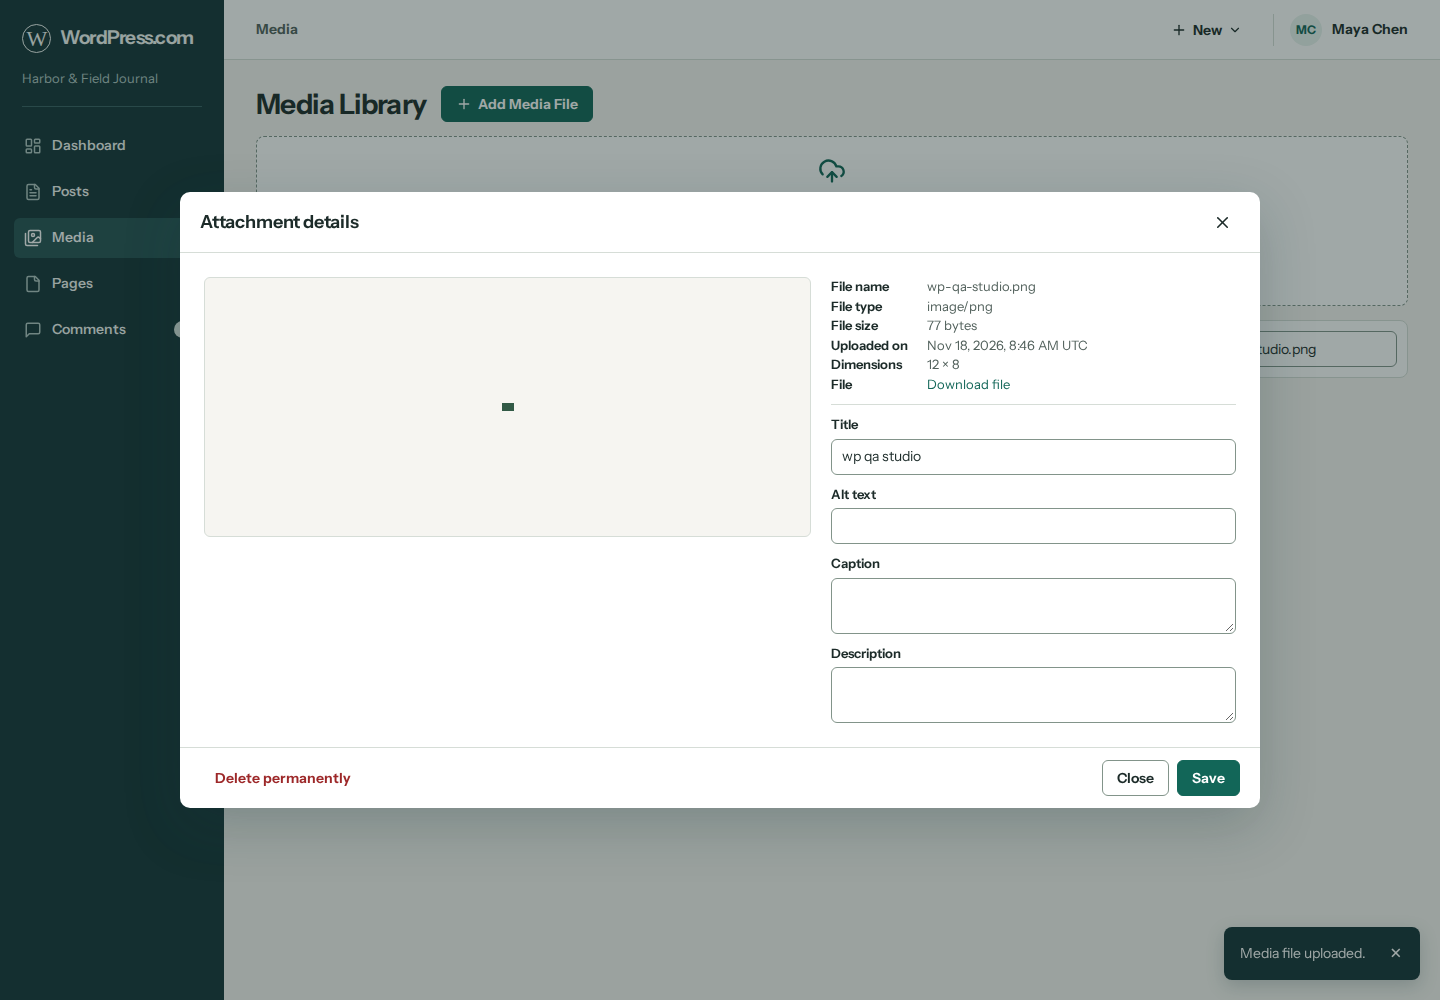 WordPress.com
Harbor & Field Journal
Dashboard
Posts
Media
Pages
Comments
Media
New
MC
Maya Chen
Media Library
Add Media File
tudio.png
Attachment details
File name wp-qa-studio.png
File type image/png
File size 77 bytes
Uploaded on Nov 18, 2026, 8:46 AM UTC
Dimensions 12 × 8
File Download file
Title
wp qa studio
Alt text
Caption
Description
Delete permanently
Close
Save
Media file uploaded.